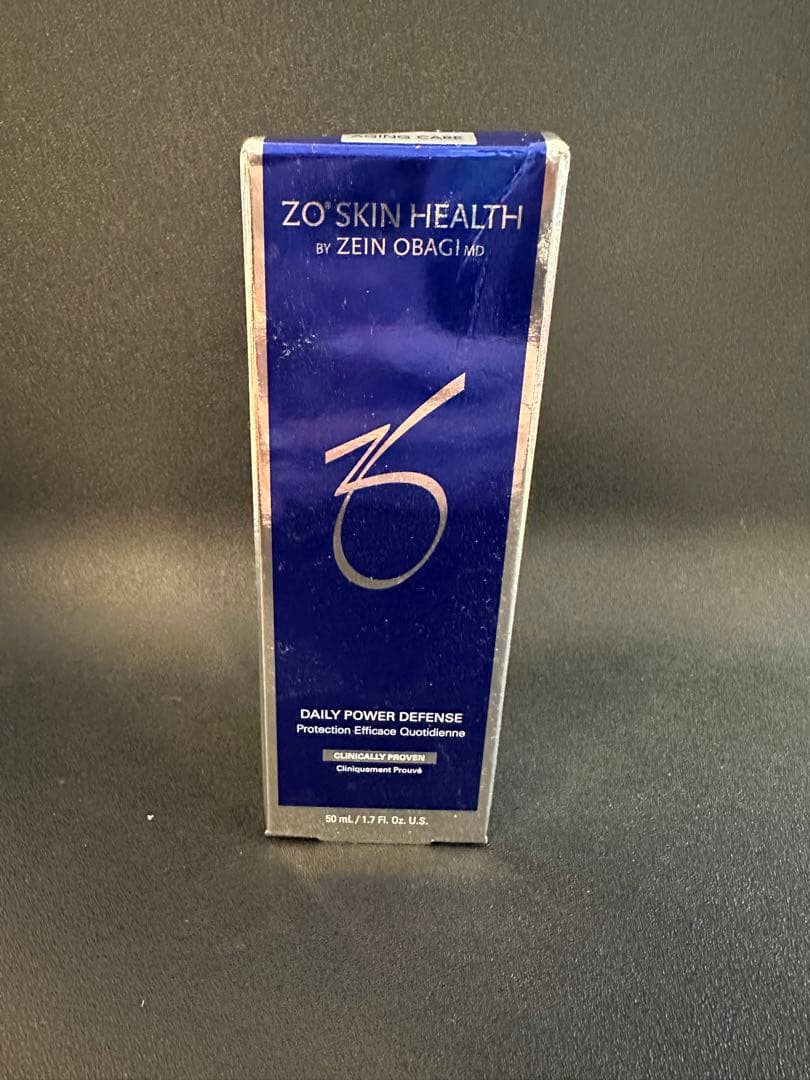 AGING CARE
ZO® SKIN HEALTH
BY ZEIN OBAGI MD
DAILY POWER DEFENSE
Protection Efficace Quotidienne
CLINICALLY PROVEN
Cliniquement Prouvé
50 mL / 1.7 Fl. Oz. U.S.